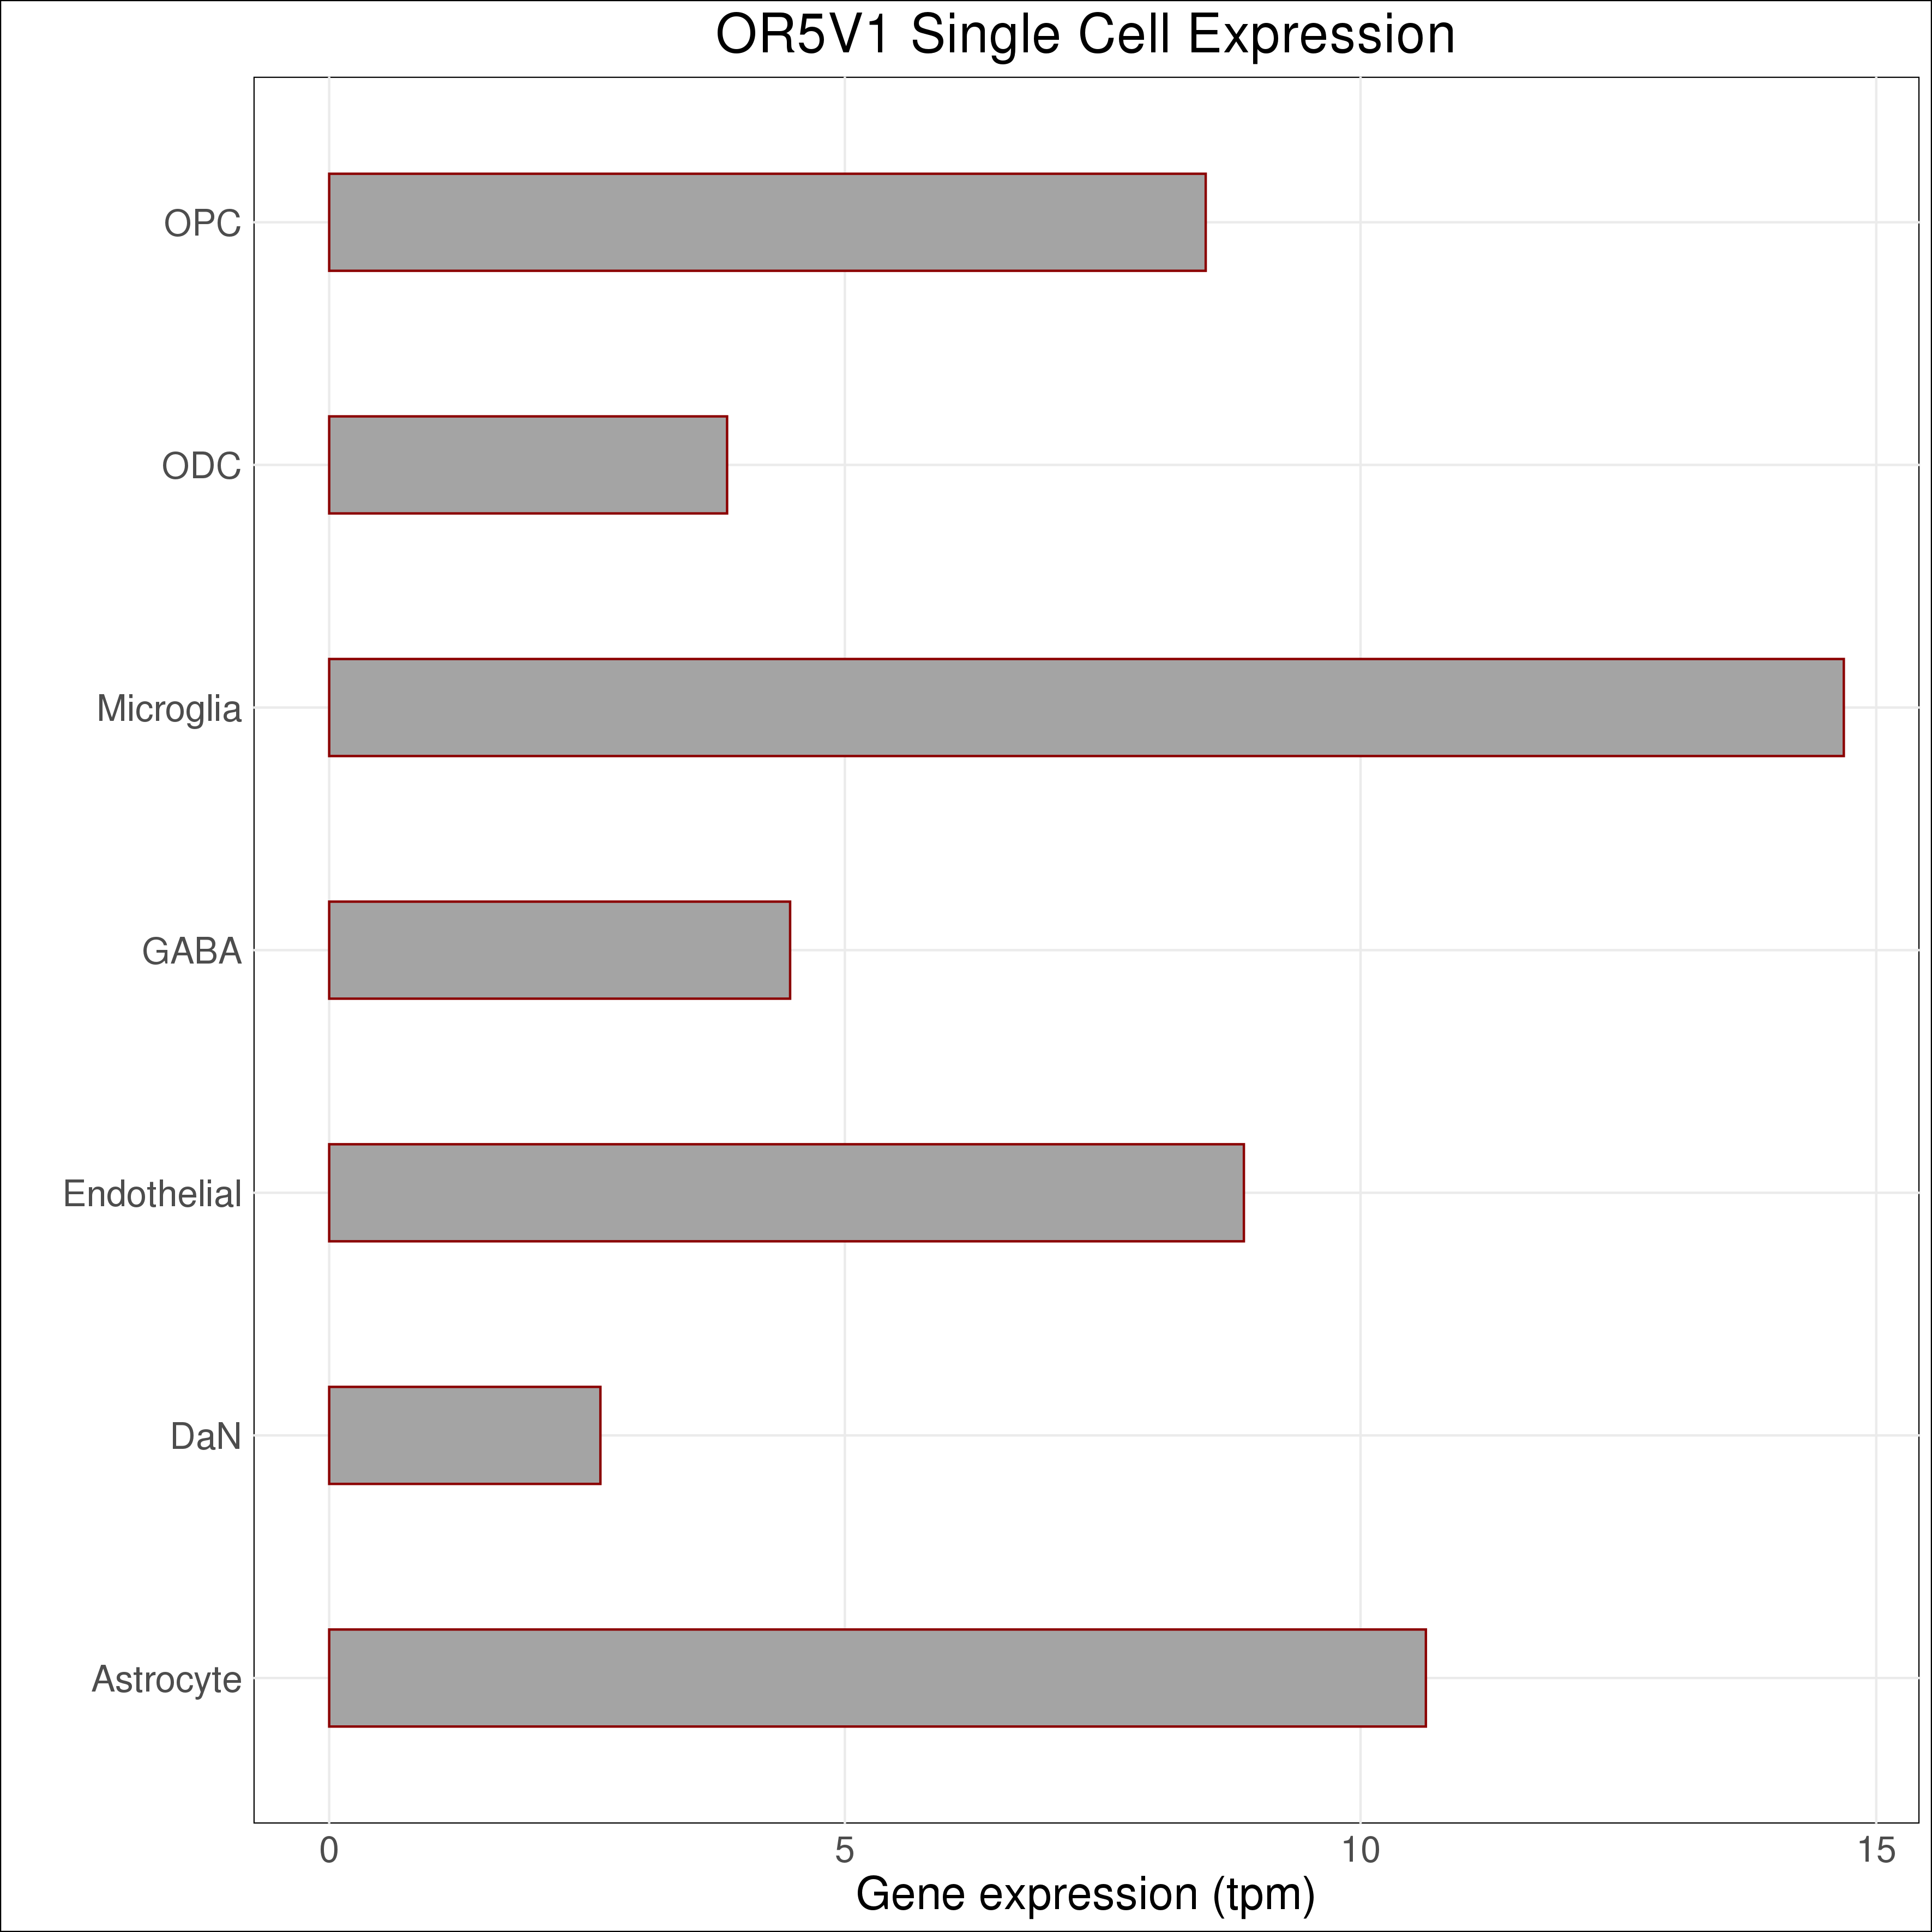 OR5V1 Single Cell Expression
OPC
ODC
Microglia
GABA
Endothelial
DaN
Astrocyte
0 5 10 15
Gene expression (tpm)